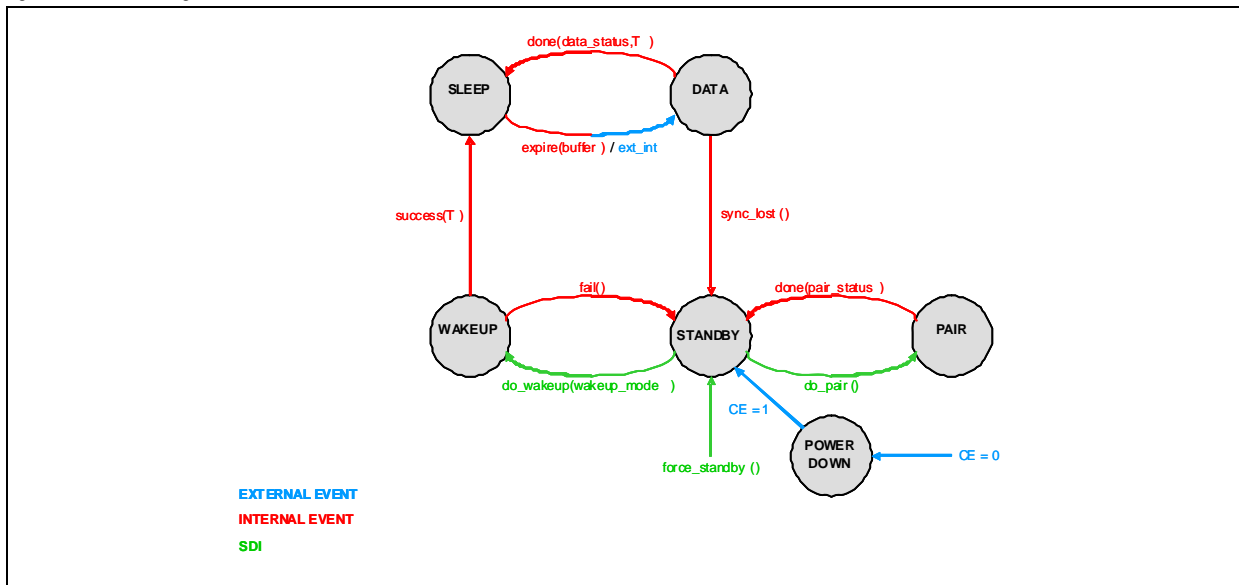 done(data_status,T )
SLEEP
DATA
expire(buffer ) / ext_int
success(T )
sync_lost ()
fail()
done(pair_status )
WAKEUP
STANDBY
PAIR
do_wakeup(wakeup_mode )
do_pair ()
CE = 1
POWER
DOWN
CE = 0
force_standby ()
EXTERNAL EVENT
INTERNAL EVENT
SDI